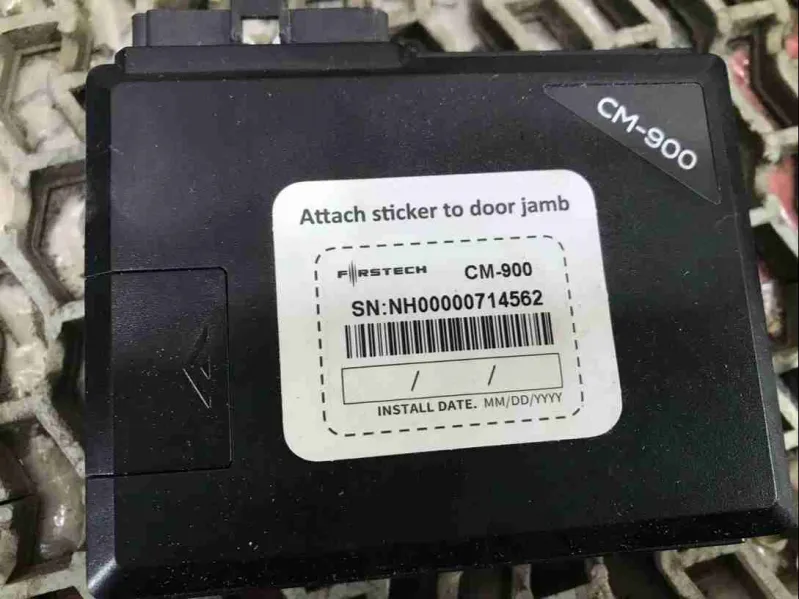 CM-900
Attach sticker to door jamb
FIRSTECH CM-900
SN:NH00000714562
/ /
INSTALL DATE. MM/DD/YYYY